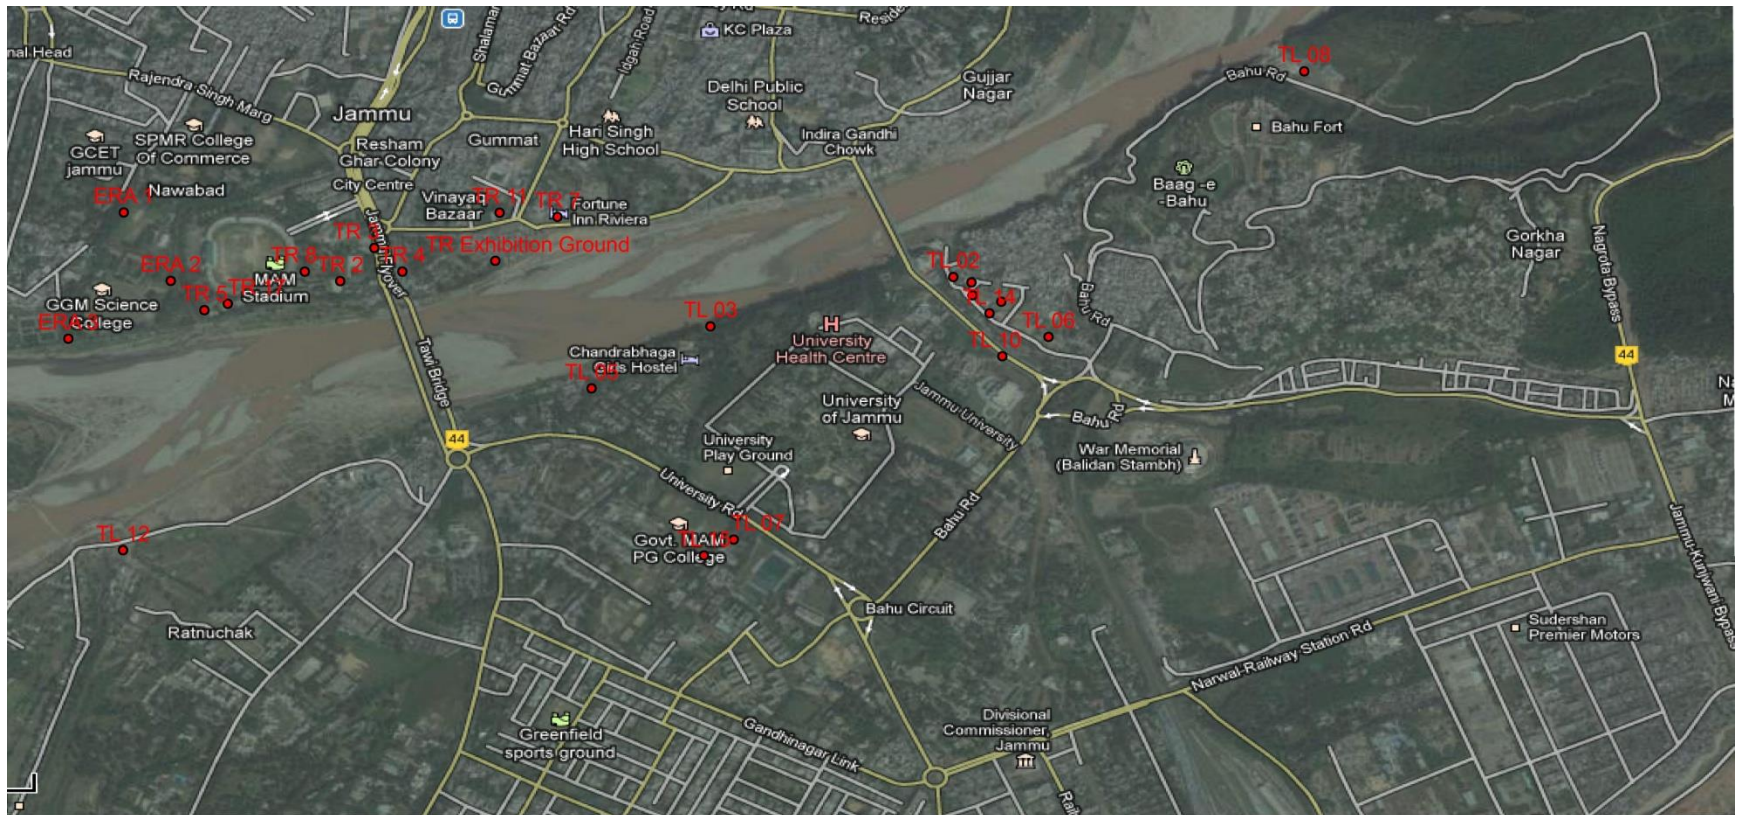 KC Plaza
Shalamar
Gummat Bazaar Rd
Idgah Road
nal Head
Rajendra Singh Marg
Jammu
Delhi Public
School
Gujjar
Nagar
TL 08
Bahu Rd
Bahu Fort
GCET
jammu
SPMR College
Of Commerce
Resham
Ghar Colony
Gummat
Hari Singh
High School
Indira Gandhi
Chowk
Nawabad
ERA 1
City Centre
Vinayaq
Bazaar
TR 11
TR 7
Fortune
Inn Riviera
Baag -e
-Bahu
Gorkha
Nagar
Nagrota Bypass
Jammu Flyover
TR Exhibition Ground
TR 4
TR 8
TR 2
ERA 2
TR 5
MAM
Stadium
GGM Science
College
TL 02
TL 14
TL 03
TL 06
TL 10
Bahu Rd
University
Health Centre
Chandrabhaga
Girls Hostel
Tawi Bridge
44
44
University
of Jammu
Jammu University
Bahu Rd
University
Play Ground
War Memorial
(Balidan Stambh)
University Rd
Bahu Rd
TL 12
TL 07
Govt. MAM
PG College
Jammu-Kunjwani Bypass
Bahu Circuit
Ratnuchak
Sudershan
Premier Motors
Narwal-Railway Station Rd
Greenfield
sports ground
Gandhinagar Link
Divisional
Commissioner,
Jammu